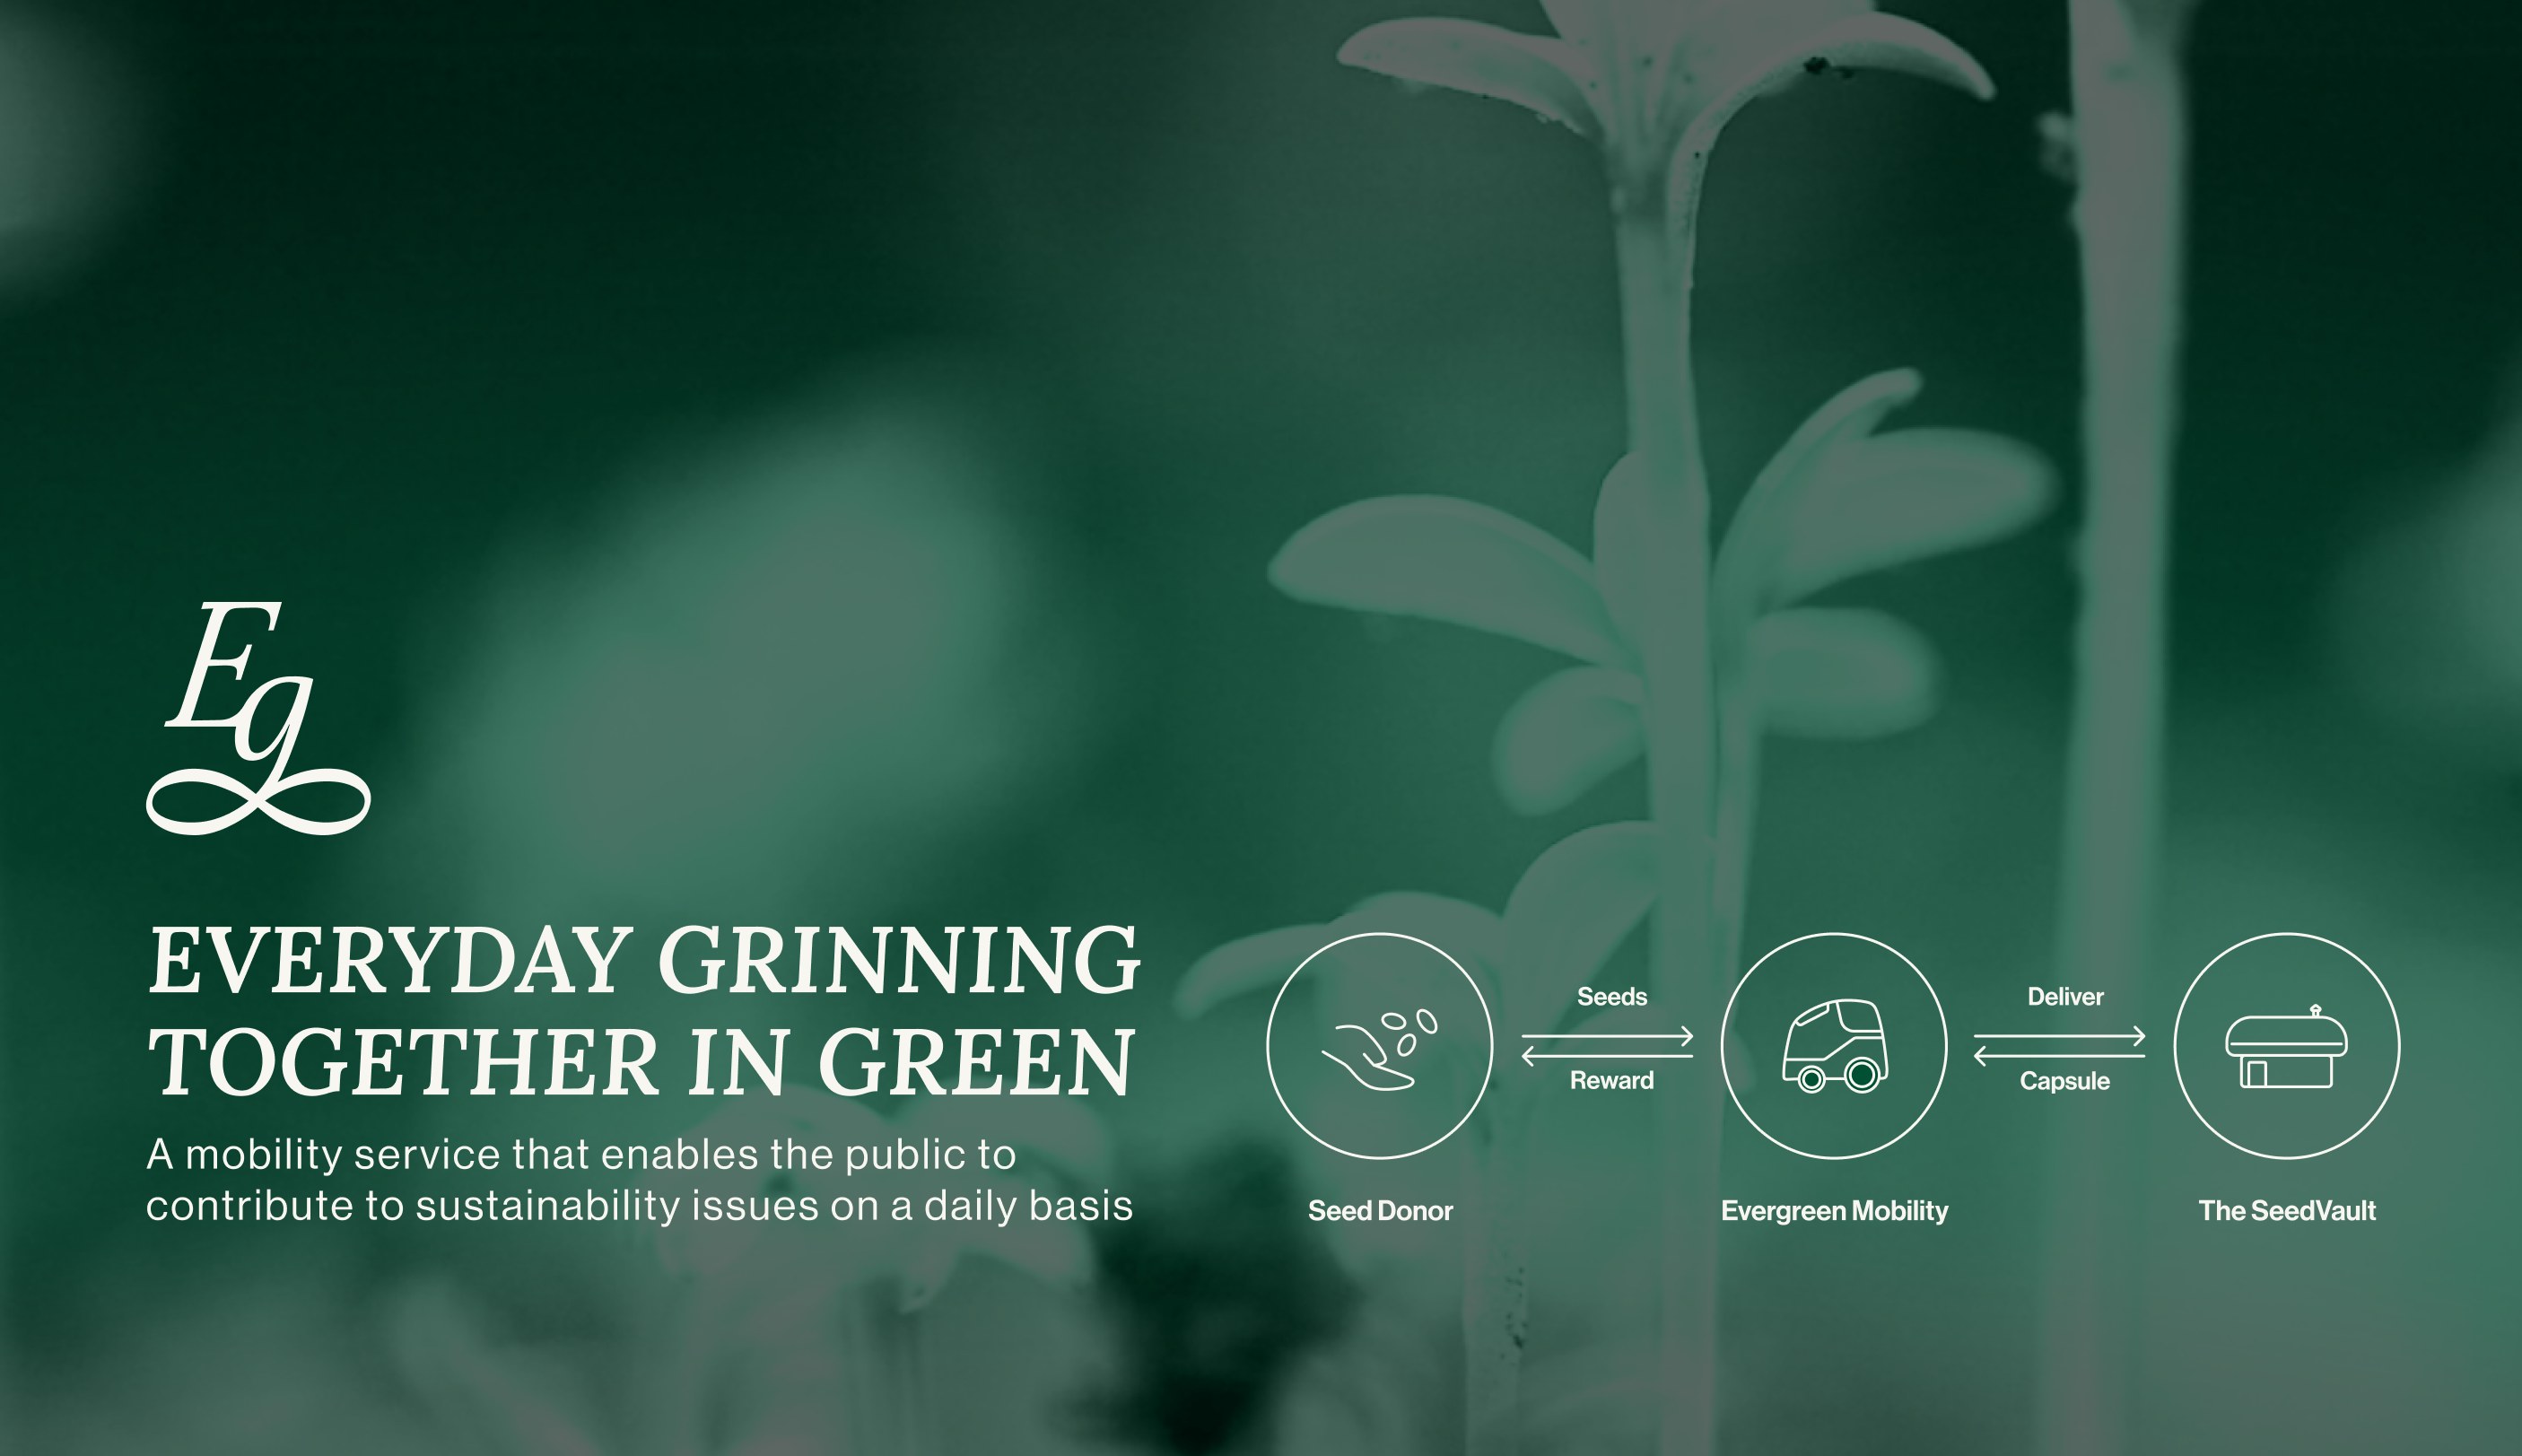 Eg
EVERYDAY GRINNING
TOGETHER IN GREEN
A mobility service that enables the public to
contribute to sustainability issues on a daily basis
Seeds
Reward
Deliver
Capsule
Seed Donor
Evergreen Mobility
The SeedVault